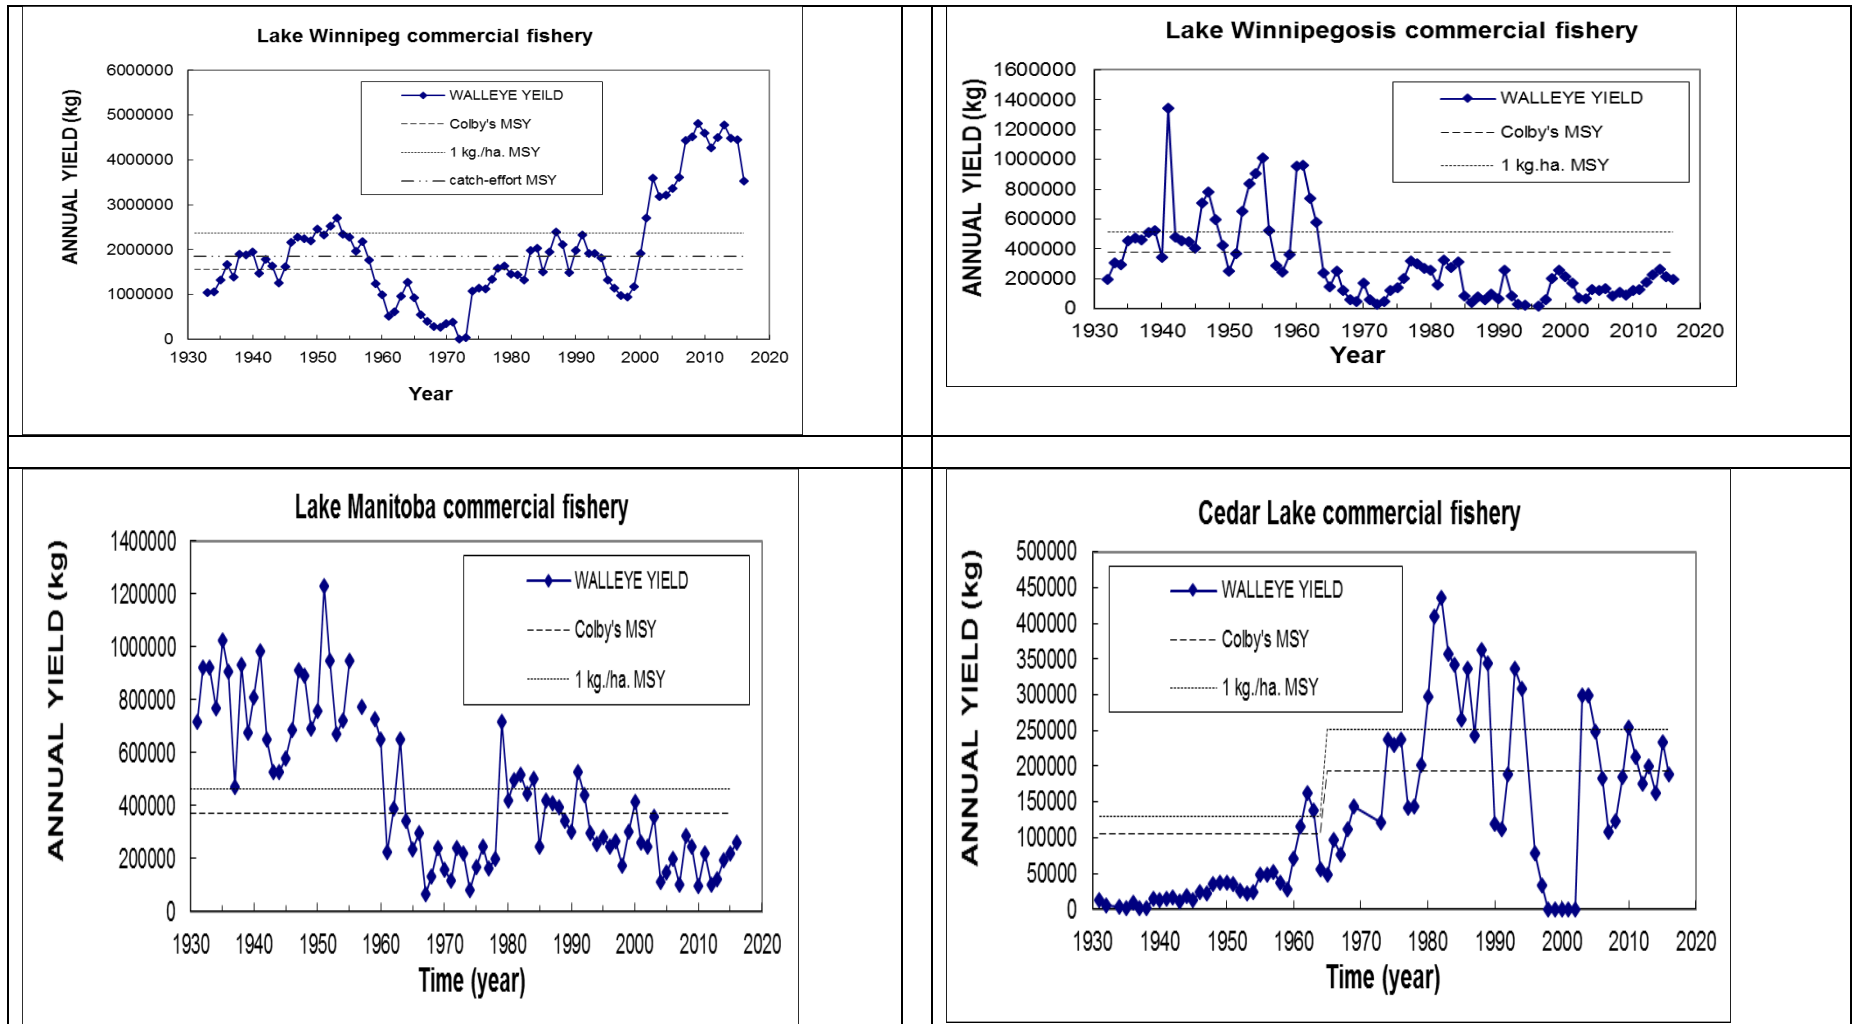 Lake Winnipeg commercial fishery
ANNUAL YIELD (kg)
6000000
5000000
4000000
3000000
2000000
1000000
0
WALLEYE YEILD
Colby's MSY
1 kg./ha. MSY
catch-effort MSY
1930 1940 1950 1960 1970 1980 1990 2000 2010 2020
Year
Lake Winnipegosis commercial fishery
ANNUAL YIELD (kg)
1600000
1400000
1200000
1000000
800000
600000
400000
200000
0
WALLEYE YIELD
Colby's MSY
1 kg.ha. MSY
1930 1940 1950 1960 1970 1980 1990 2000 2010 2020
Year
Lake Manitoba commercial fishery
ANNUAL YIELD (kg)
1400000
1200000
1000000
800000
600000
400000
200000
0
WALLEYE YIELD
Colby's MSY
1 kg./ha. MSY
1930 1940 1950 1960 1970 1980 1990 2000 2010 2020
Time (year)
Cedar Lake commercial fishery
ANNUAL YIELD (kg)
500000
450000
400000
350000
300000
250000
200000
150000
100000
50000
0
WALLEYE YIELD
Colby's MSY
1 kg./ha. MSY
1930 1940 1950 1960 1970 1980 1990 2000 2010 2020
Time (year)